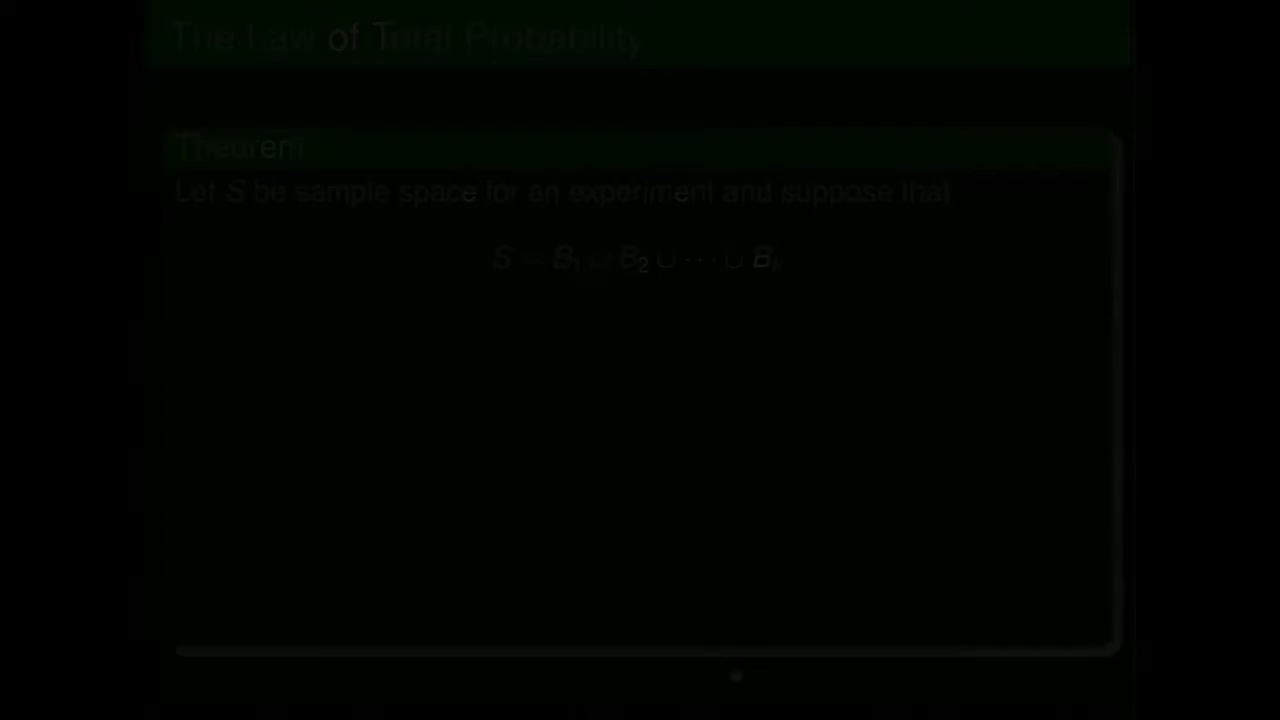 The Law of Total Probability
Theorem
Let S be sample space for an experiment and suppose that
S = B₁ ∪ B₂ ∪ ··· ∪ Bₖ